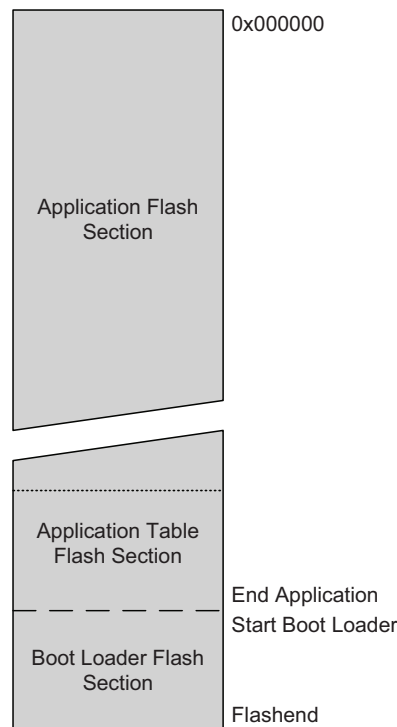 0x000000
Application Flash
Section
Application Table
Flash Section
End Application
Start Boot Loader
Boot Loader Flash
Section
Flashend